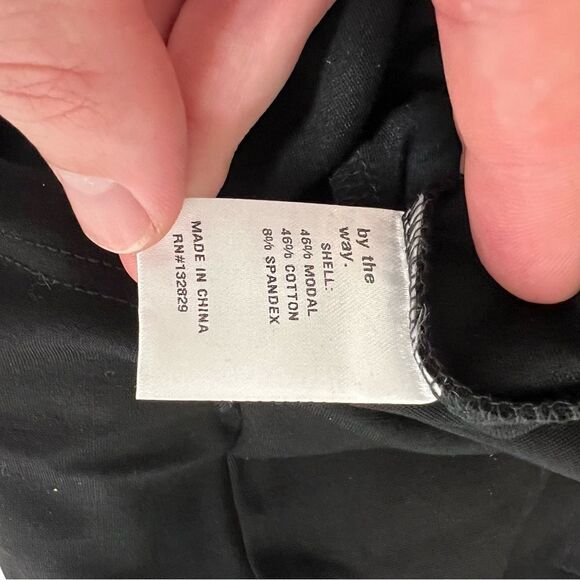 by the
way.
SHELL:
46% MODAL
46% COTTON
8% SPANDEX
MADE IN CHINA
RN#132829